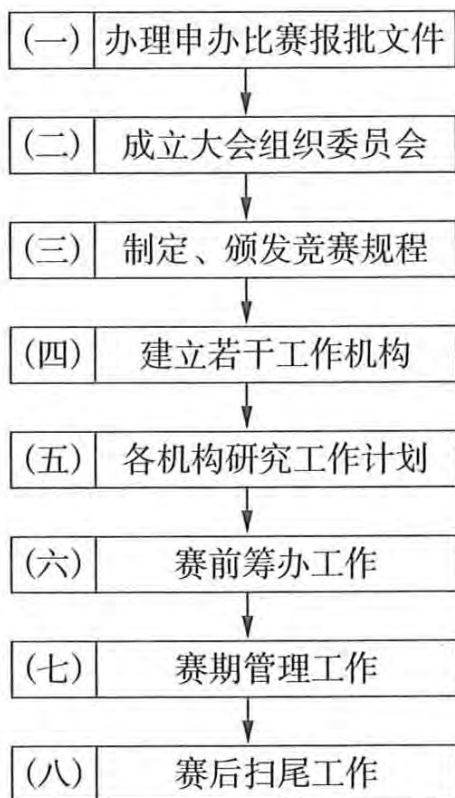 (一) 办理申办比赛报批文件
(二) 成立大会组织委员会
(三) 制定、颁发竞赛规程
(四) 建立若干工作机构
(五) 各机构研究工作计划
(六) 赛前筹办工作
(七) 赛期管理工作
(八) 赛后扫尾工作